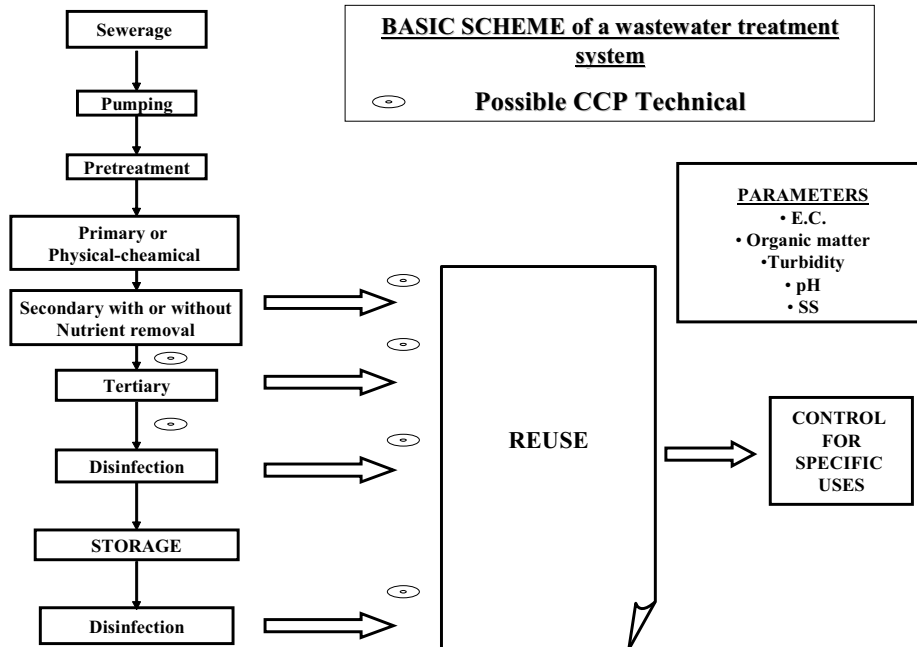 BASIC SCHEME of a wastewater treatment
system
Possible CCP Technical
Sewerage
Pumping
Pretreatment
Primary or
Physical-cheamical
Secondary with or without
Nutrient removal
Tertiary
Disinfection
STORAGE
Disinfection
REUSE
PARAMETERS
• E.C.
• Organic matter
•Turbidity
• pH
• SS
CONTROL
FOR
SPECIFIC
USES